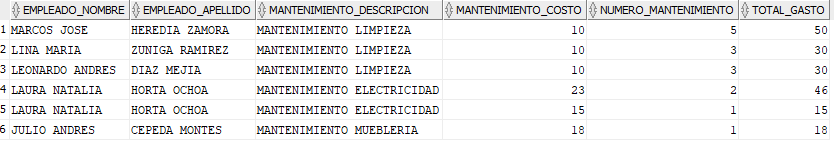 EMPLEADO_NOMBRE EMPLEADO_APELLIDO MANTENIMIENTO_DESCRIPCION MANTENIMIENTO_COSTO NUMERO_MANTENIMIENTO TOTAL_GASTO
1 MARCOS JOSE HEREDIA ZAMORA MANTENIMIENTO LIMPIEZA 10 5 50
2 LINA MARIA ZUNIGA RAMIREZ MANTENIMIENTO LIMPIEZA 10 3 30
3 LEONARDO ANDRES DIAZ MEJIA MANTENIMIENTO LIMPIEZA 10 3 30
4 LAURA NATALIA HORTA OCHOA MANTENIMIENTO ELECTRICIDAD 23 2 46
5 LAURA NATALIA HORTA OCHOA MANTENIMIENTO ELECTRICIDAD 15 1 15
6 JULIO ANDRES CEPEDA MONTES MANTENIMIENTO MUEBLERIA 18 1 18